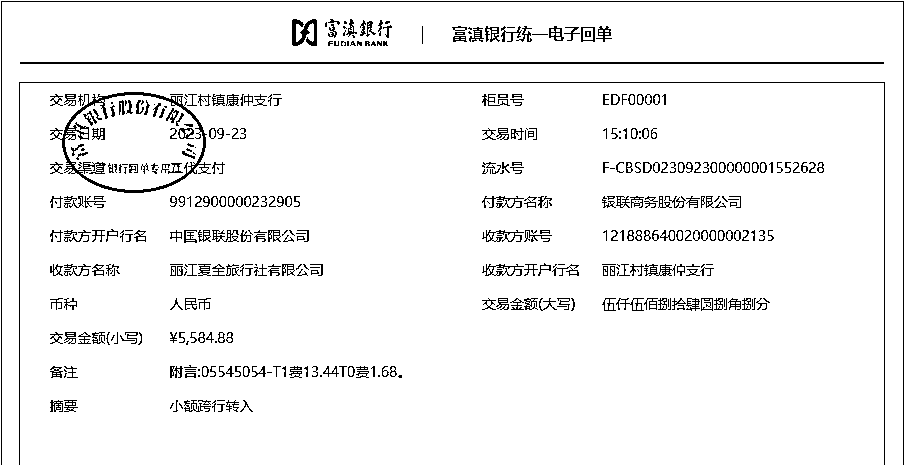 富滇銀行 富滇银行统一电子回单
FUDIAN BANK
交易机构 丽江村镇康仲支行 柜员号 EDF00001
交易日期 2023-09-23 交易时间 15:10:06
交易渠道 代支付 流水号 F-CBSD023092300000001552628
付款账号 9912900000232905 付款方名称 银联商务股份有限公司
付款方开户行名 中国银联股份有限公司 收款方账号 121888640020000002135
收款方名称 丽江夏全旅行社有限公司 收款方开户行名 丽江村镇康仲支行
币种 人民币 交易金额(大写) 伍仟伍佰捌拾肆圆捌角捌分
交易金额(小写) ¥5,584.88
备注 附言:05545054-T1费13.44T0费1.68。
摘要 小额跨行转入
银行股份有限公司
银行回单专用